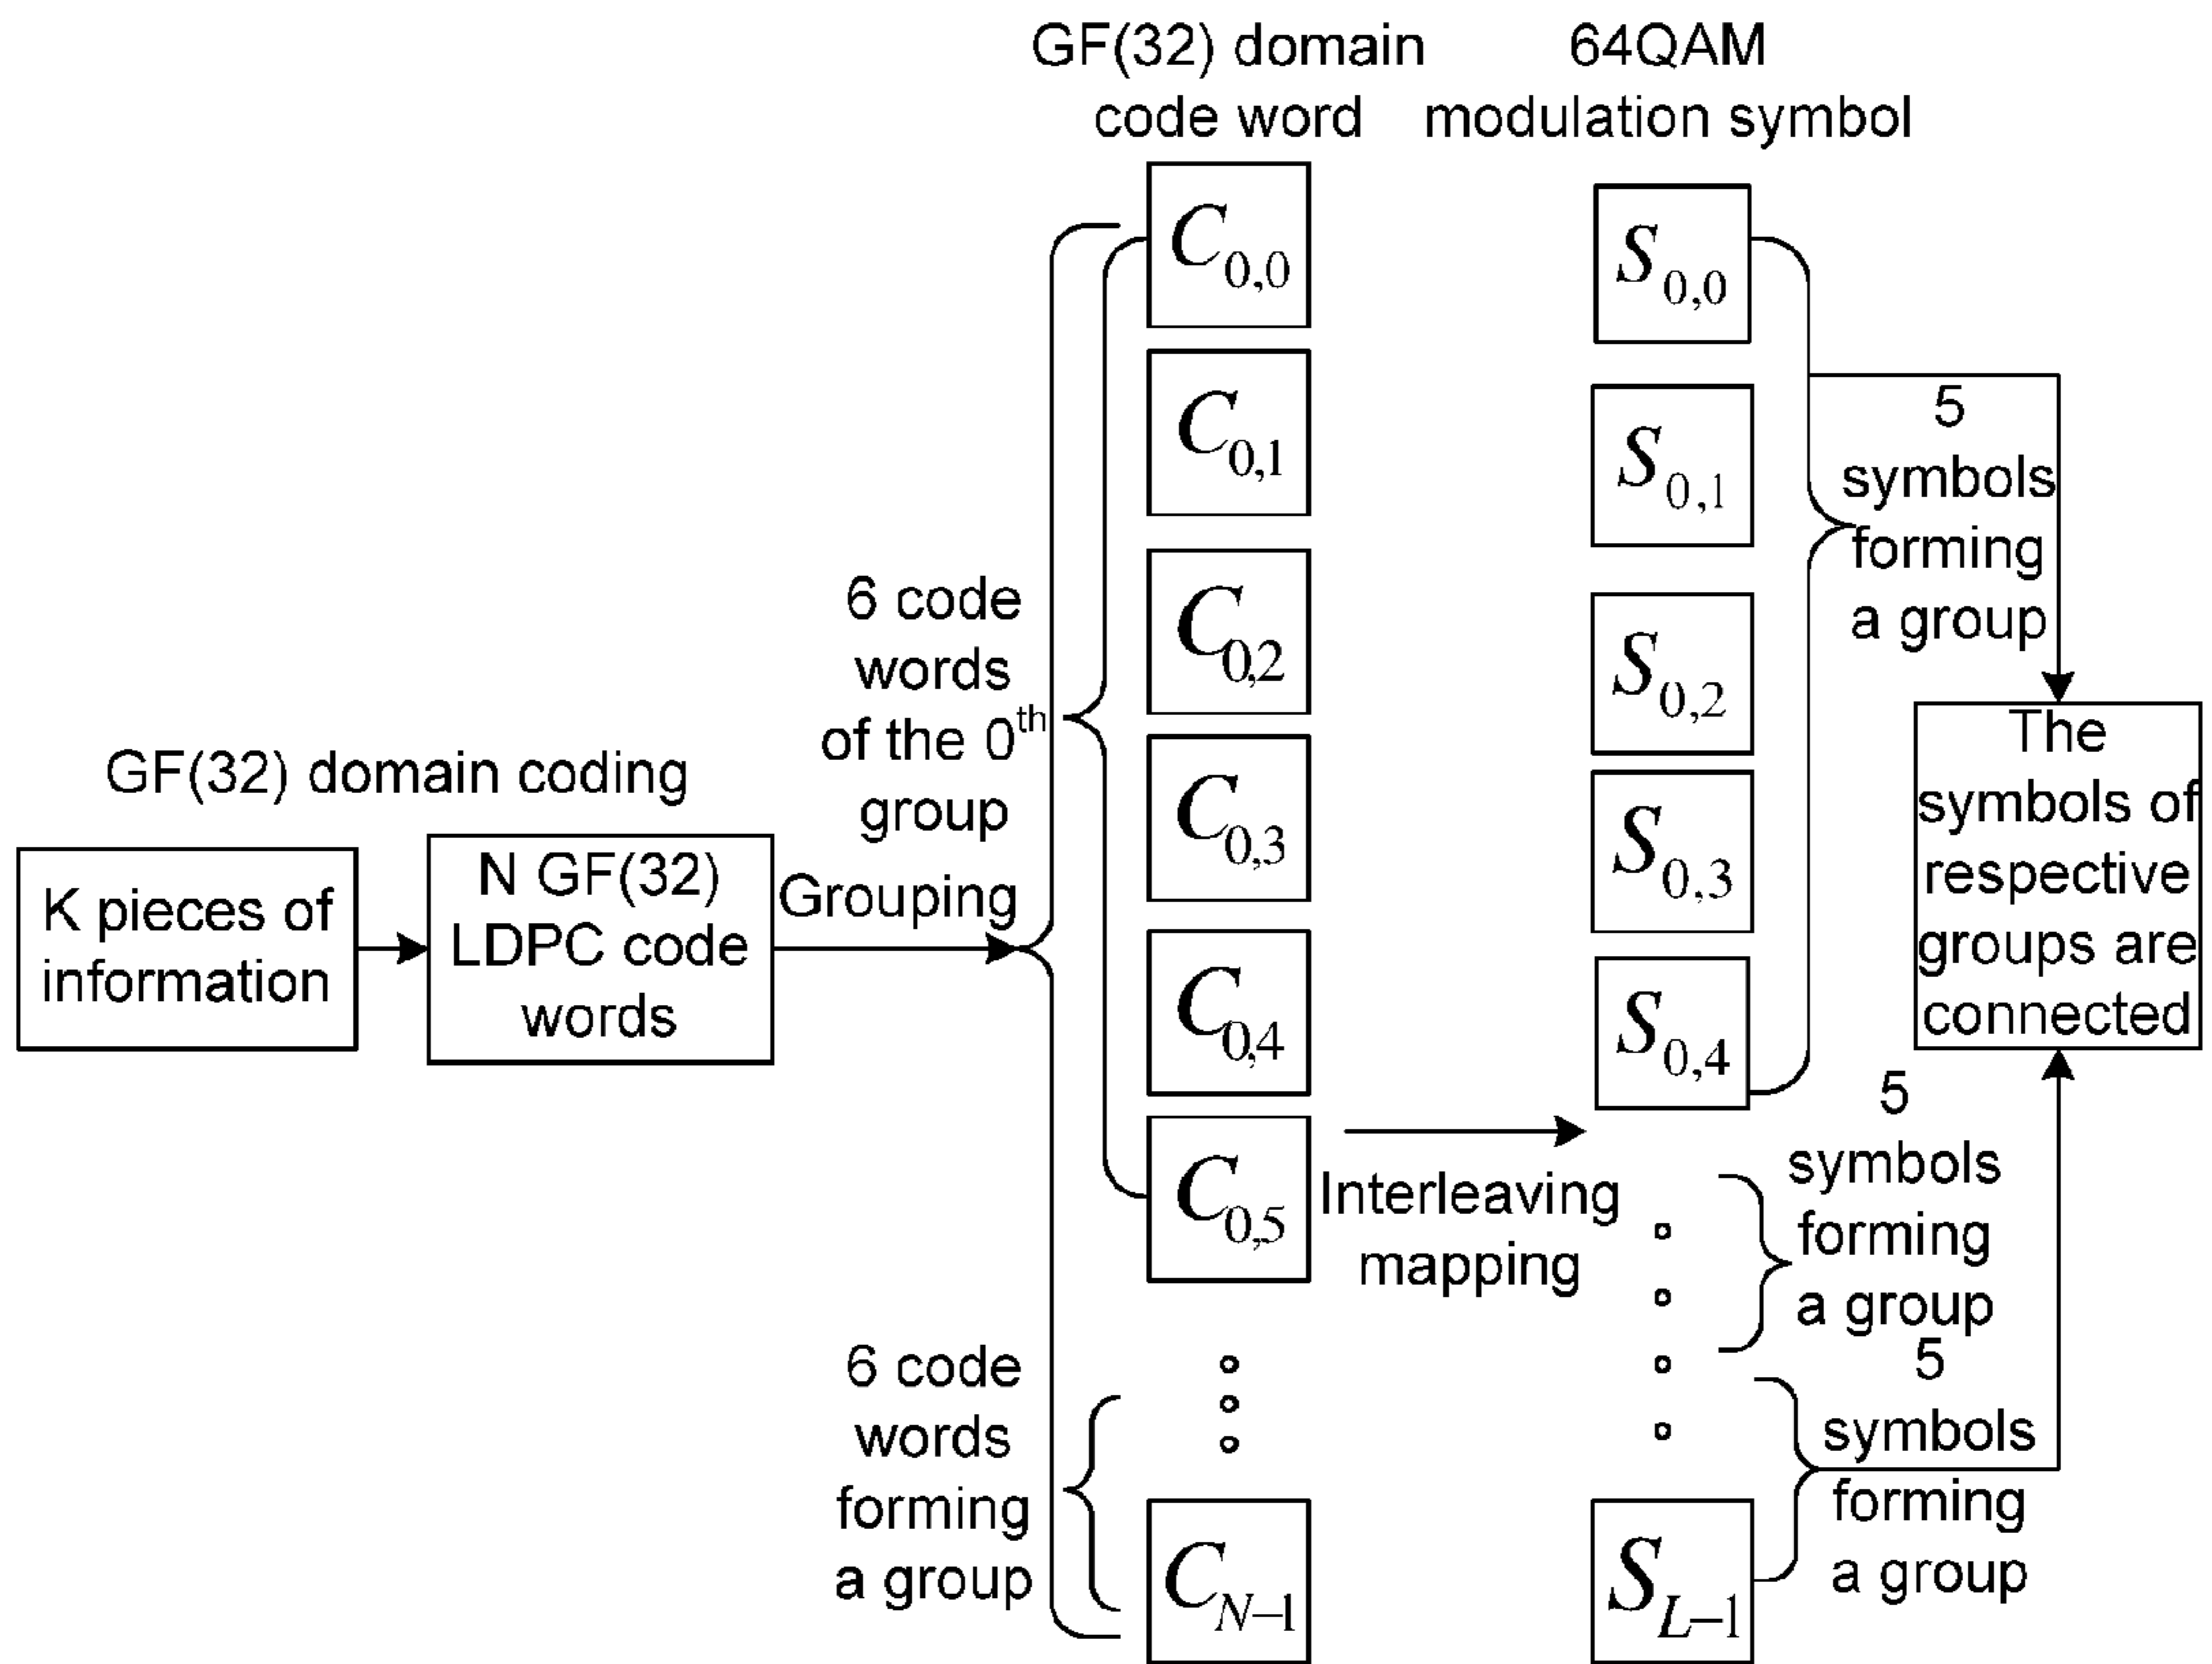 GF(32) domain
code word
64QAM
modulation symbol
C0,0
C0,1
C0,2
C0,3
C0,4
C0,5
CN−1
S0,0
S0,1
S0,2
S0,3
S0,4
SL−1
GF(32) domain coding
K pieces of
information
N GF(32)
LDPC code
words
Grouping
6 code
words
of the 0th
group
6 code
words
forming
a group
Interleaving
mapping
5
symbols
forming
a group
5
symbols
forming
a group
5
symbols
forming
a group
The
symbols of
respective
groups are
connected